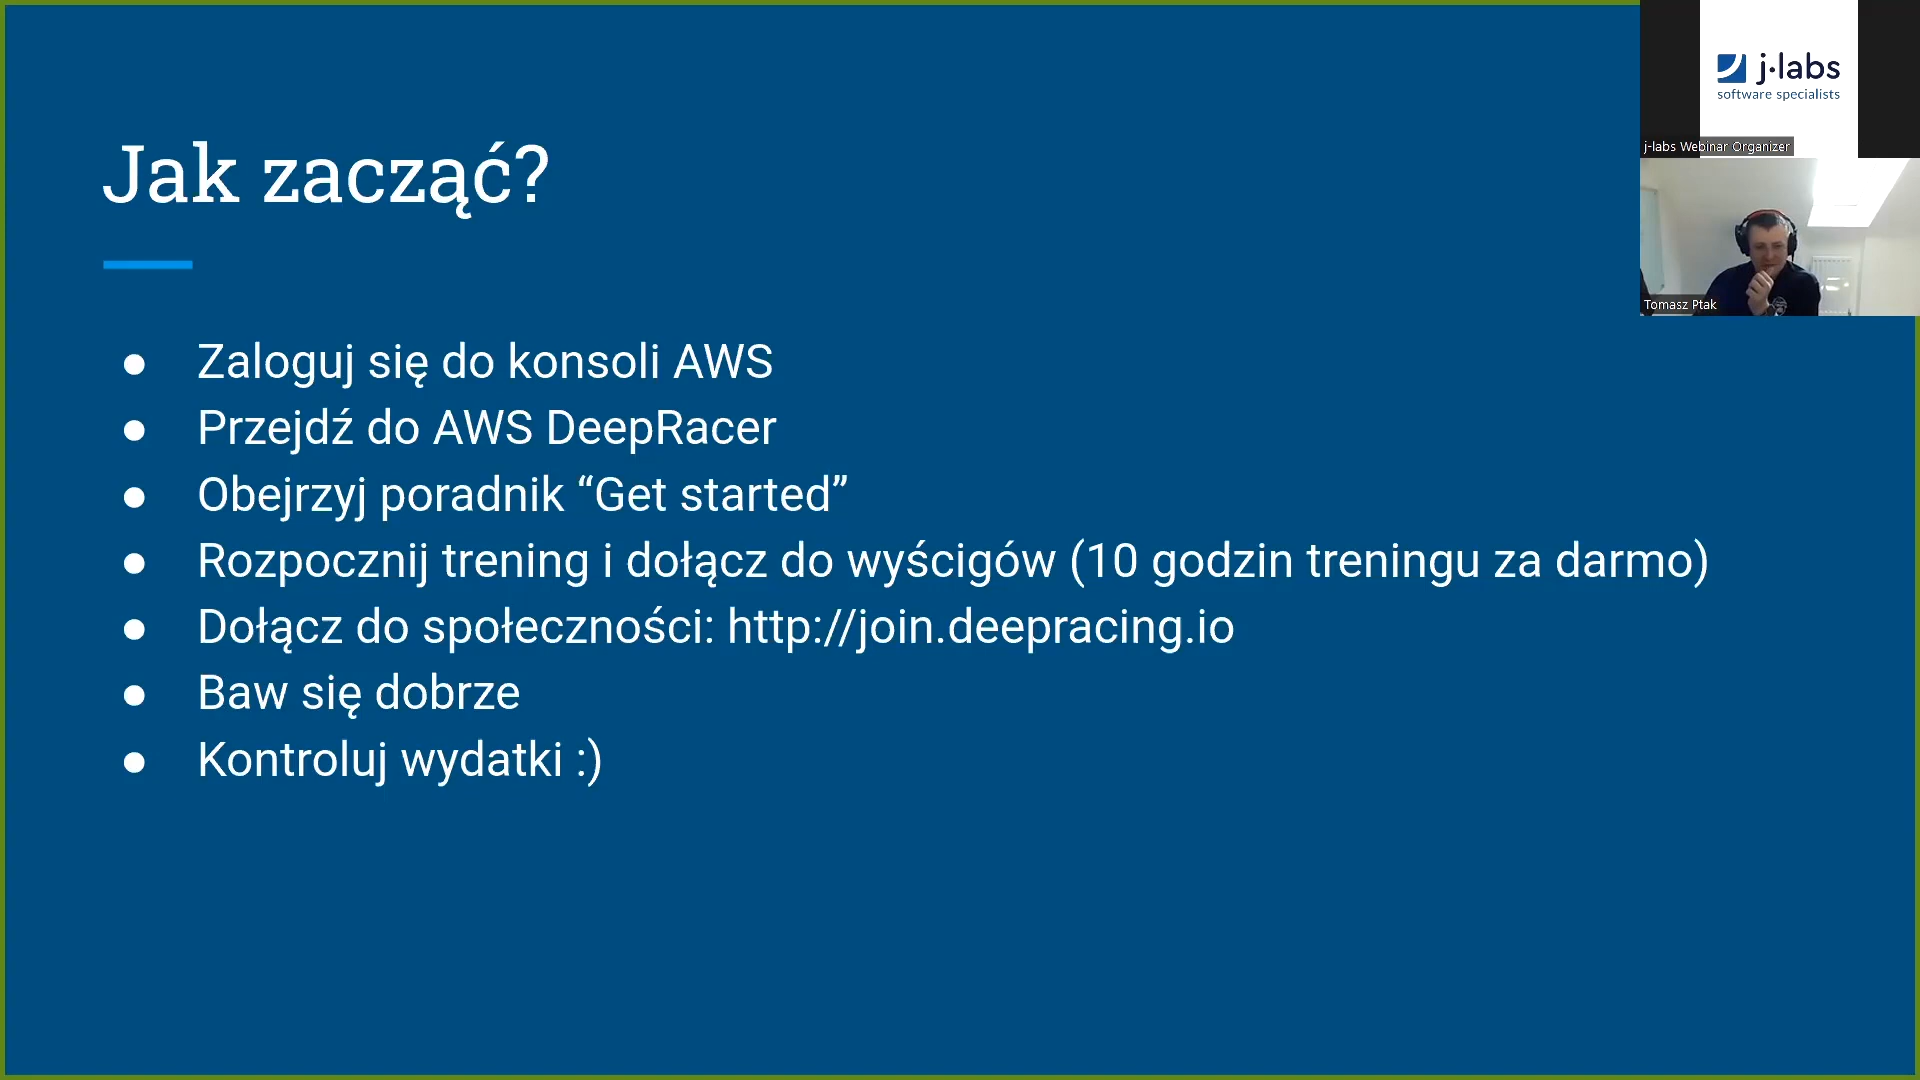 Jak zacząć?
● Zaloguj się do konsoli AWS
● Przejdź do AWS DeepRacer
● Obejrzyj poradnik “Get started”
● Rozpocznij trening i dołącz do wyścigów (10 godzin treningu za darmo)
● Dołącz do społeczności: http://join.deepracing.io
● Baw się dobrze
● Kontroluj wydatki :)
j·labs
software specialists
j-labs Webinar Organizer
Tomasz Ptak